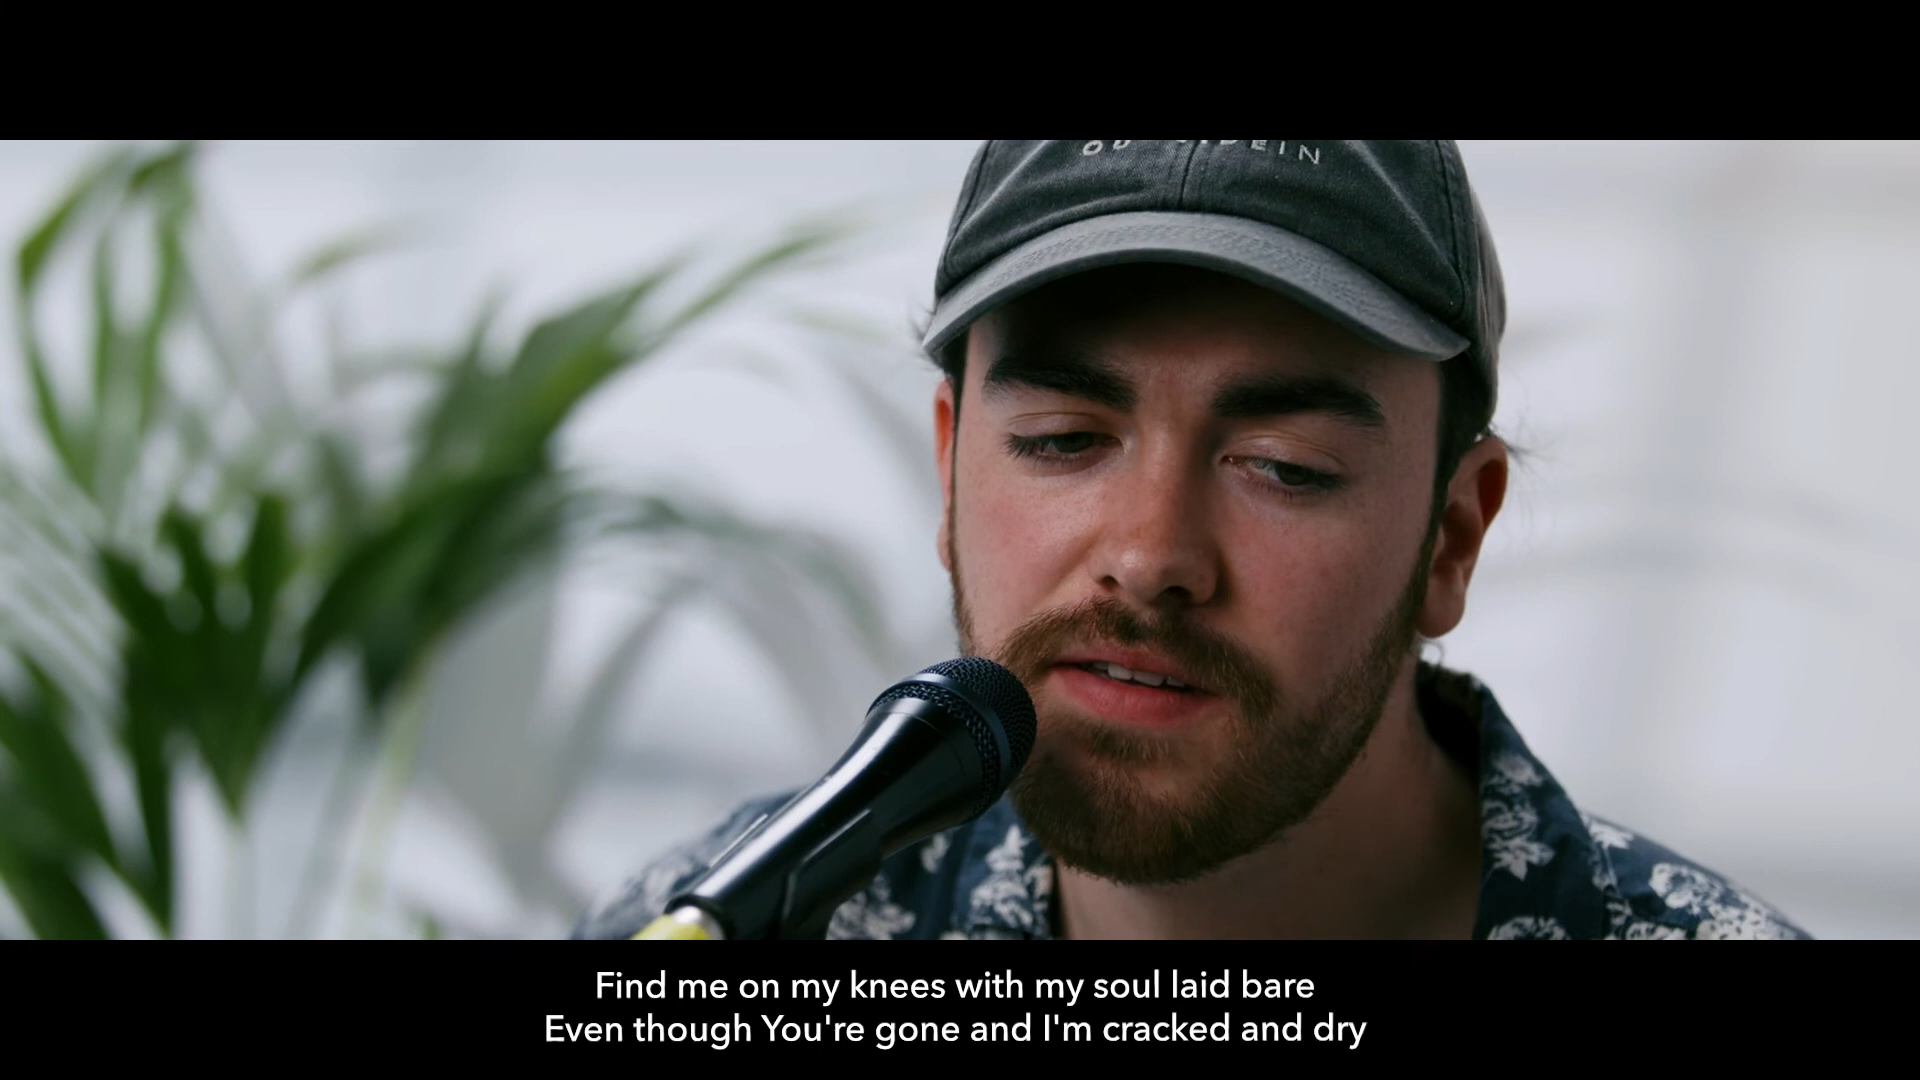 Find me on my knees with my soul laid bare
Even though You're gone and I'm cracked and dry